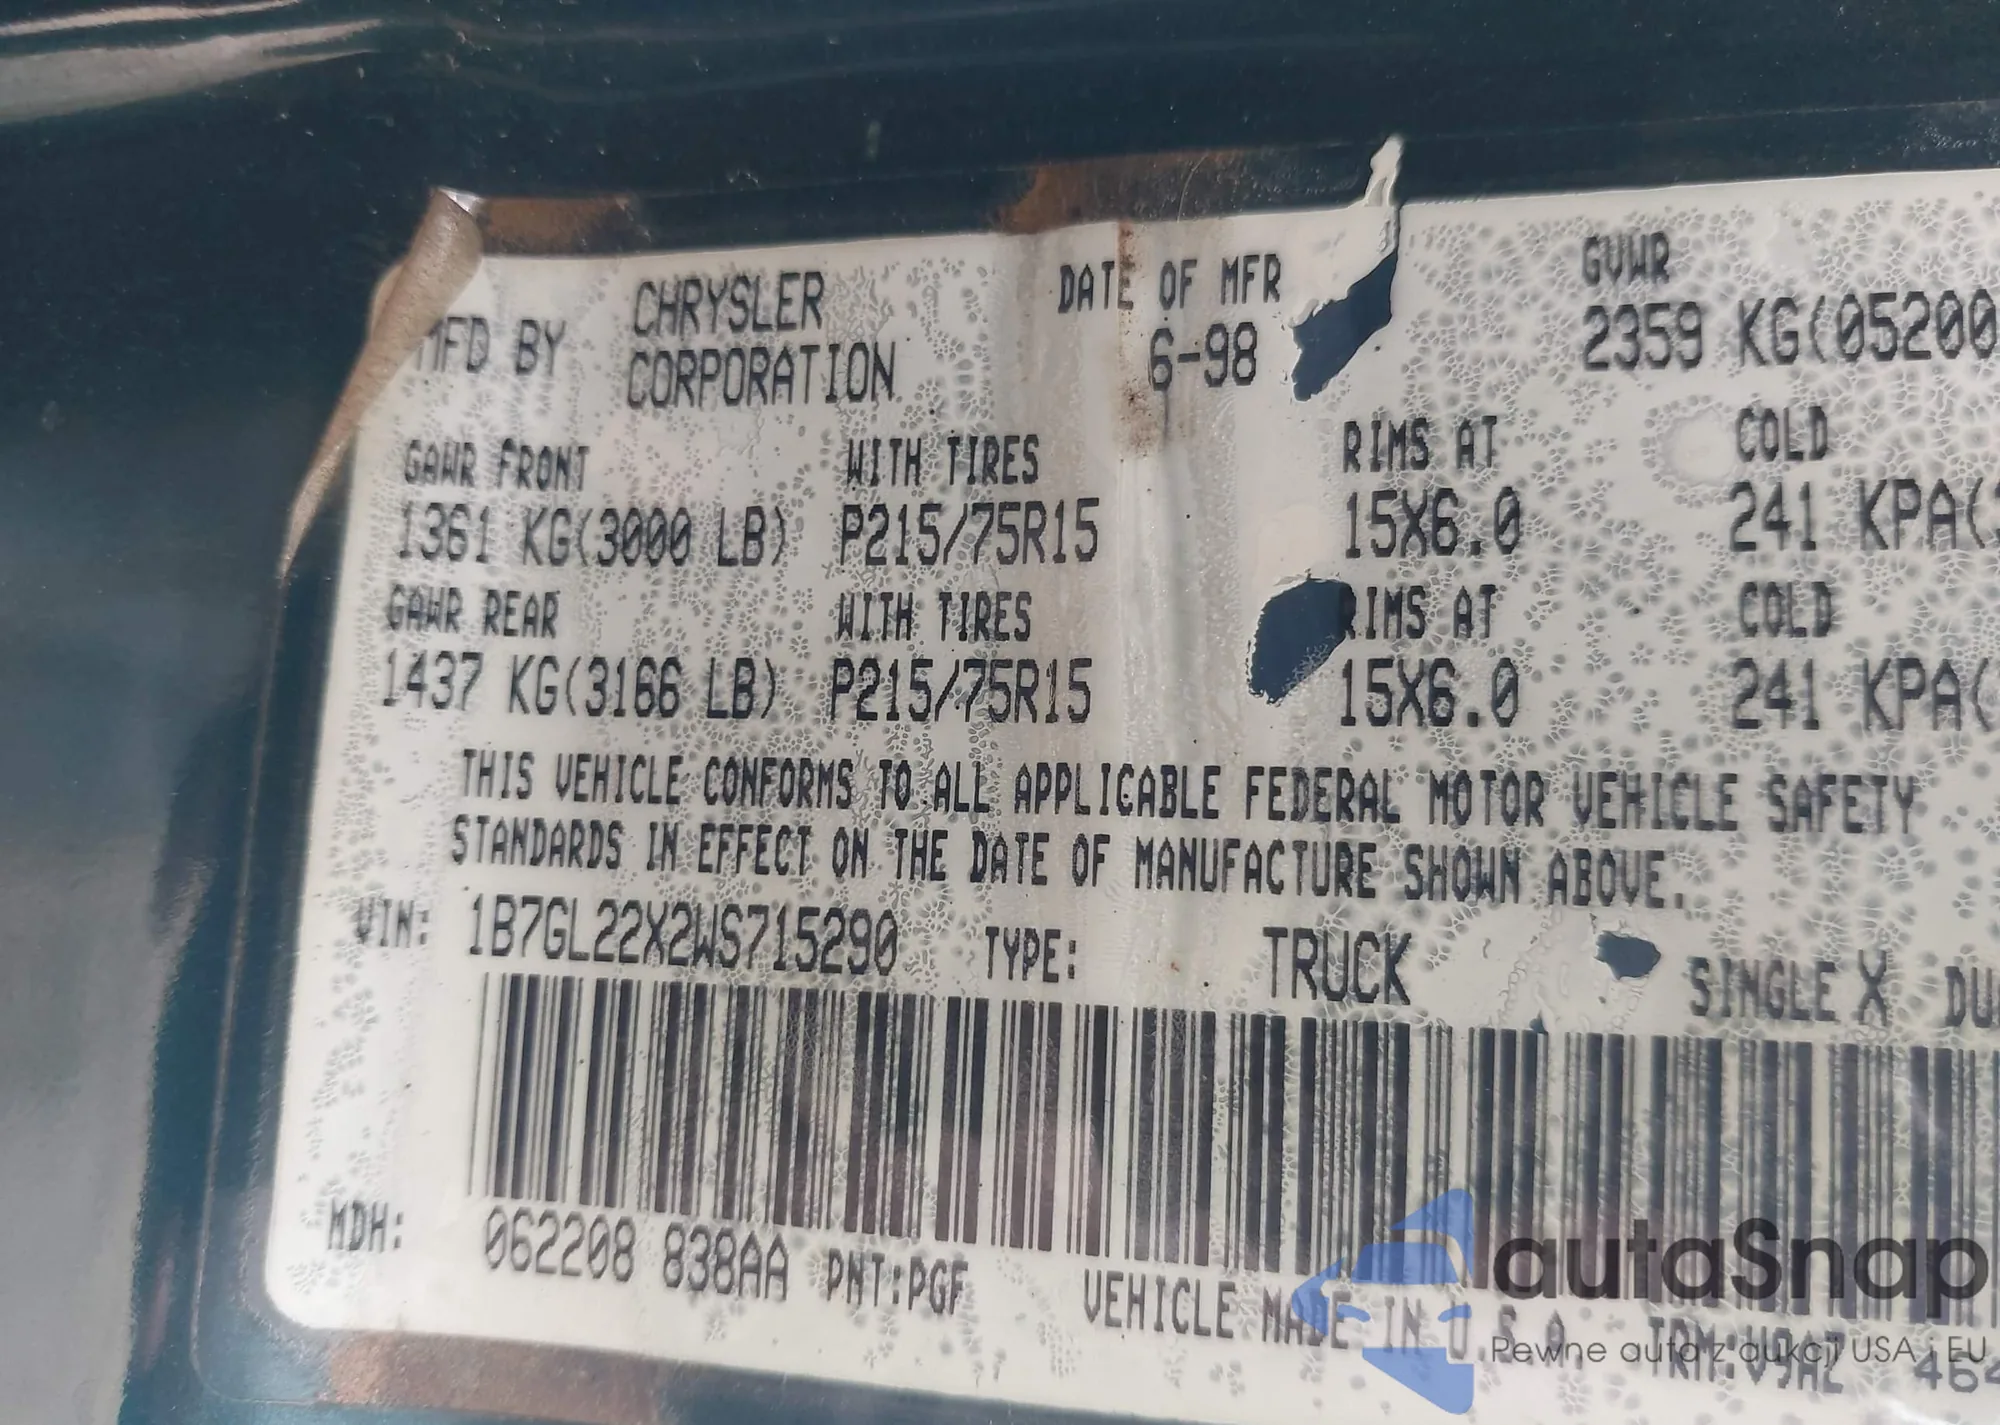 MFD BY CHRYSLER CORPORATION DATE OF MFR 6-98 GVWR 2359 KG(05200
GAWR FRONT WITH TIRES RIMS AT COLD
1361 KG(3000 LB) P215/75R15 15X6.0 241 KPA(
GAWR REAR WITH TIRES RIMS AT COLD
1437 KG(3166 LB) P215/75R15 15X6.0 241 KPA(
THIS VEHICLE CONFORMS TO ALL APPLICABLE FEDERAL MOTOR VEHICLE SAFETY
STANDARDS IN EFFECT ON THE DATE OF MANUFACTURE SHOWN ABOVE.
VIN: 1B7GL22X2WS715290 TYPE: TRUCK SINGLE X DU
MDH: 062208 838AA PNT:PGF VEHICLE MADE IN U.S.A. TRM:V9AZ 464
autaSnap
Pewne auta z aukcji USA i EU